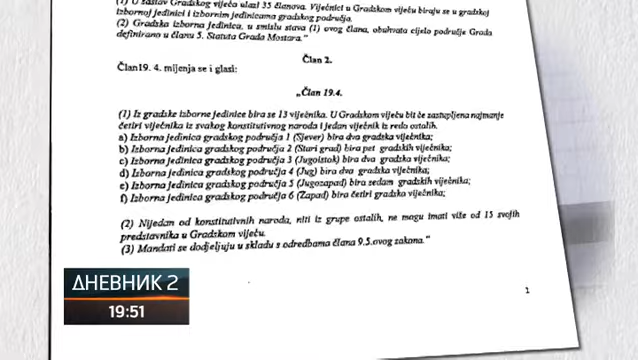 (1) U sastav Gradskog vijeća ulazi 35 članova. Vijećnici u Gradskom vijeću biraju se u gradskoj
izbornoj jedinici i izbornim jedinicama gradskog područja.
(2) Gradska izborna jedinica, u smislu stava (1) ovog člana, obuhvata cijelo područje Grada
definirano u članu 5. Statuta Grada Mostara."
Član 2.
Član19. 4. mijenja se i glasi:
„Član 19.4.
(1) Iz gradske izborne jedinice bira se 13 vijećnika. U Gradskom vijeću bit će zastupljena najmanje
četiri vijećnika iz svakog konstitutivnog naroda i jedan vijećnik iz reda ostalih.
a) Izborna jedinica gradskog područja 1 (Sjever) bira dva gradska vijećnika;
b) Izborna jedinica gradskog područja 2 (Stari grad) bira pet gradskih vijećnika;
c) Izborna jedinica gradskog područja 3 (Jugoistok) bira dva gradska vijećnika;
d) Izborna jedinica gradskog područja 4 (Jug) bira dva gradska vijećnika;
e) Izborna jedinica gradskog područja 5 (Jugozapad) bira sedam gradskih vijećnika;
f) Izborna jedinica gradskog područja 6 (Zapad) bira četiri gradska vijećnika;
(2) Nijedan od konstitutivnih naroda, niti iz grupe ostalih, ne mogu imati više od 15 svojih
predstavnika u Gradskom vijeću.
(3) Mandati se dodjeljuju u skladu s odredbama člana 9.5.ovog zakona."
1
ДНЕВНИК 2
19:51